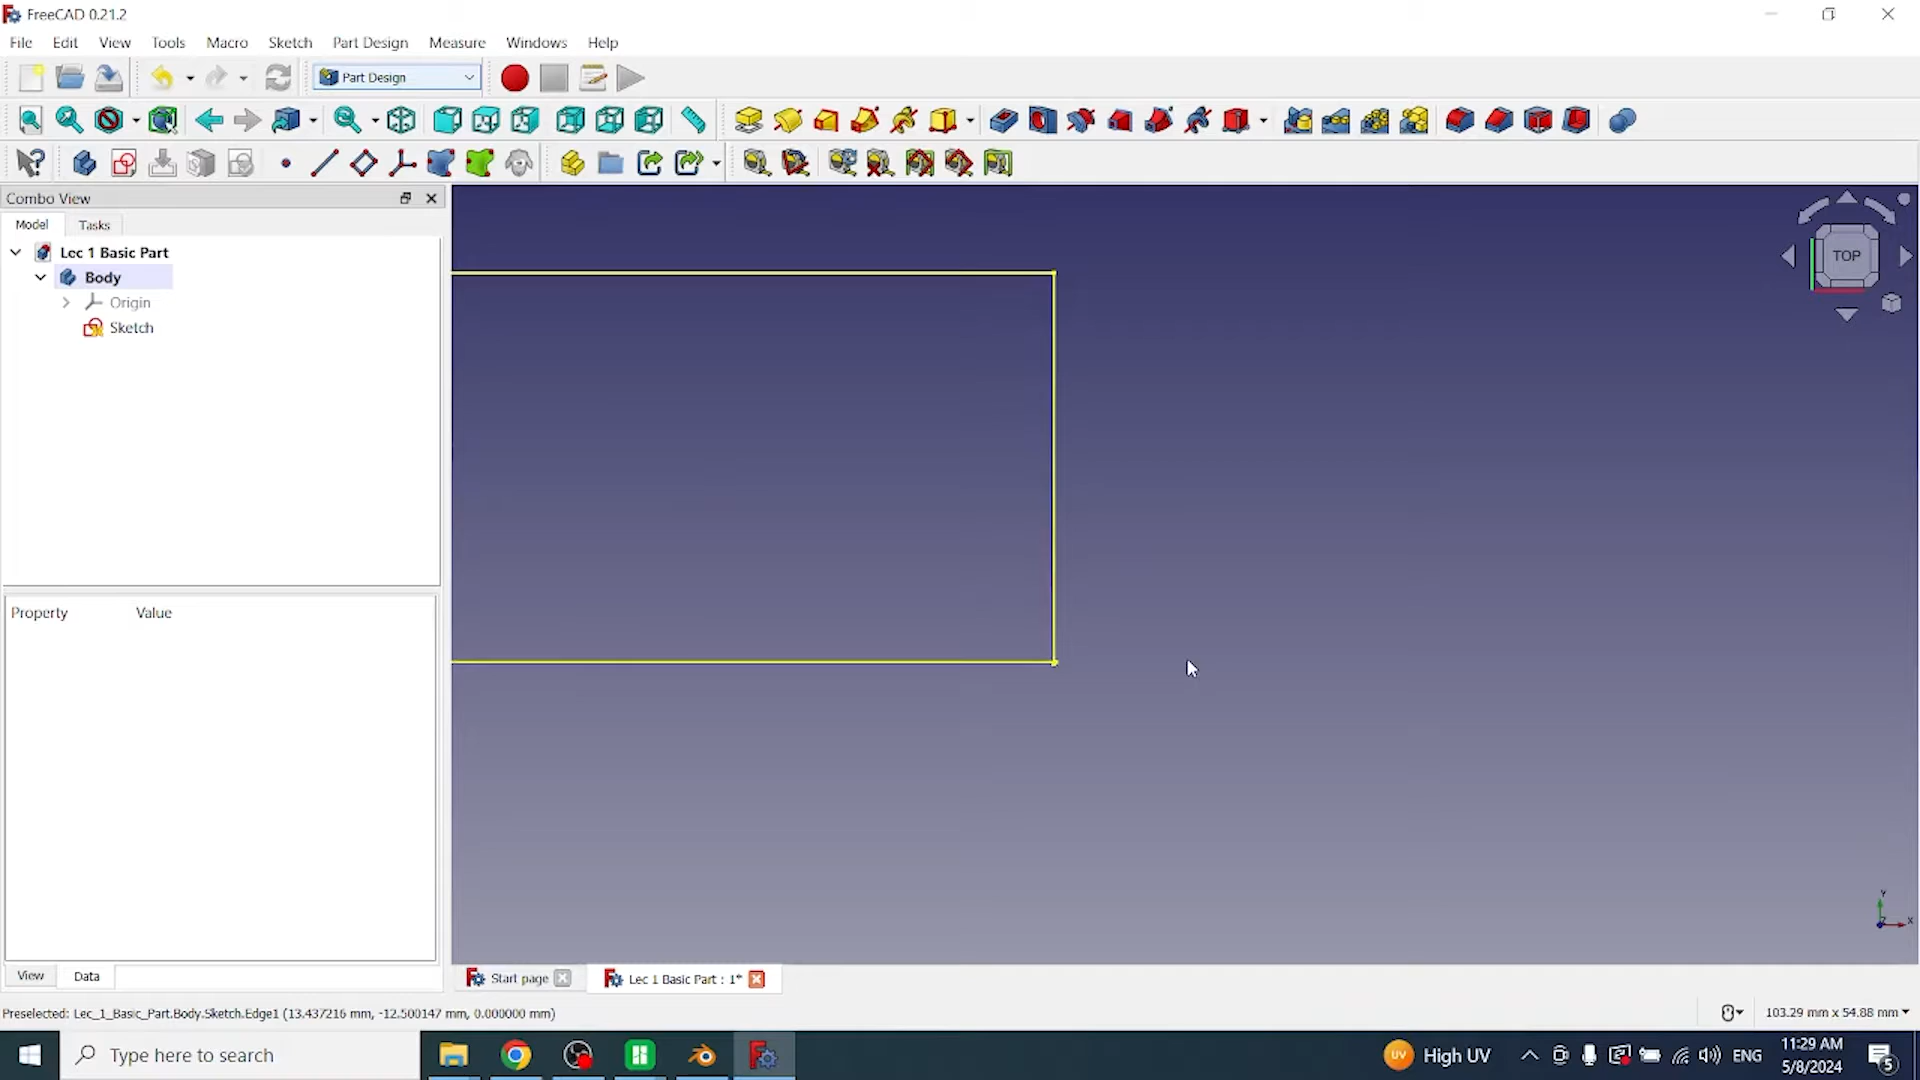 FreeCAD 0.21.2
File Edit View Tools Macro Sketch Part Design Measure Windows Help
Part Design
Combo View
Model Tasks
Lec 1 Basic Part
Body
Origin
Sketch
TOP
Property Value
Y
Z X
View Data
Start page Lec 1 Basic Part : 1*
Preselected: Lec_1_Basic_Part.Body.Sketch.Edge1 (13.437216 mm, -12.500147 mm, 0.000000 mm)
103.29 mm x 54.88 mm
Type here to search
UV High UV
ENG
11:29 AM
5/8/2024
5